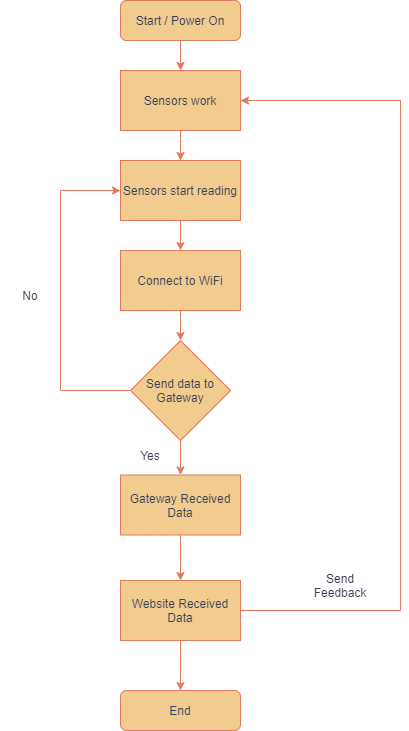 Start / Power On
Sensors work
Sensors start reading
Connect to WiFi
No
Send data to
Gateway
Yes
Gateway Received
Data
Send
Feedback
Website Received
Data
End